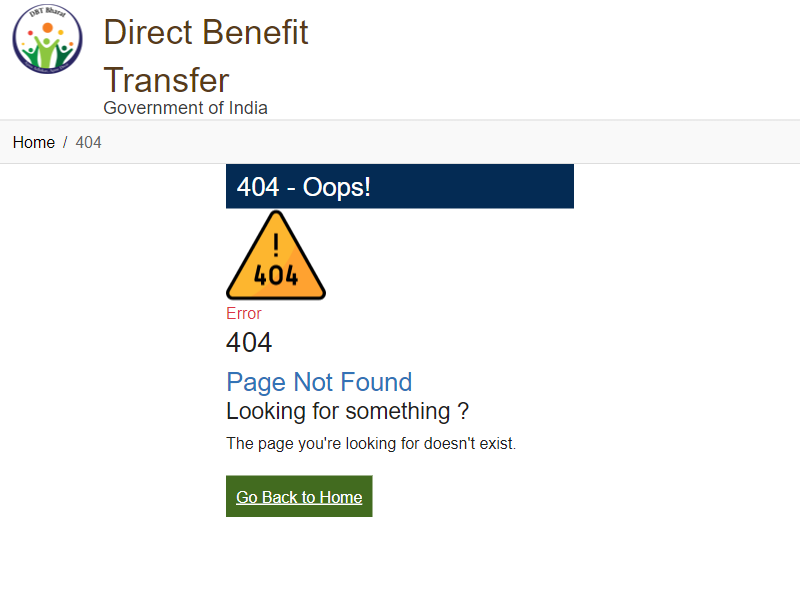 DBT Bharat
Direct Benefit
Transfer
Government of India
Home / 404
404 - Oops!
!
404
Error
404
Page Not Found
Looking for something ?
The page you're looking for doesn't exist.
Go Back to Home